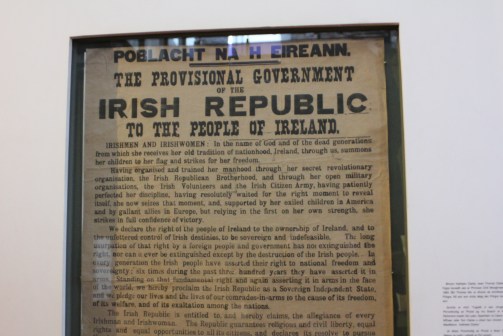 POBLACHT NA H EIREANN.
THE PROVISIONAL GOVERNMENT
OF THE
IRISH REPUBLIC
TO THE PEOPLE OF IRELAND.
IRISHMEN AND IRISHWOMEN: In the name of God and of the dead generations
from which she receives her old tradition of nationhood, Ireland, through us, summons
her children to her flag and strikes for her freedom.
Having organised and trained her manhood through her secret revolutionary
organisation, the Irish Republican Brotherhood, and through her open military
organisations, the Irish Volunteers and the Irish Citizen Army, having patiently
perfected her discipline, having resolutely waited for the right moment to reveal
itself, she now seizes that moment, and, supported by her exiled children in America
and by gallant allies in Europe, but relying in the first on her own strength, she
strikes in full confidence of victory.
We declare the right of the people of Ireland to the ownership of Ireland, and to
the unfettered control of Irish destinies, to be sovereign and indefeasible. The long
usurpation of that right by a foreign people and government has not extinguished the
right, nor can it ever be extinguished except by the destruction of the Irish people. In
every generation the Irish people have asserted their right to national freedom and
sovereignty; six times during the past three hundred years they have asserted it in
arms. Standing on that fundamental right and again asserting it in arms in the face
of the world, we hereby proclaim the Irish Republic as a Sovereign Independent State,
and we pledge our lives and the lives of our comrades-in-arms to the cause of its freedom,
of its welfare, and of its exaltation among the nations.
The Irish Republic is entitled to, and hereby claims, the allegiance of every
Irishman and Irishwoman. The Republic guarantees religious and civil liberty, equal
rights and equal opportunities to all its citizens, and declares its resolve to pursue